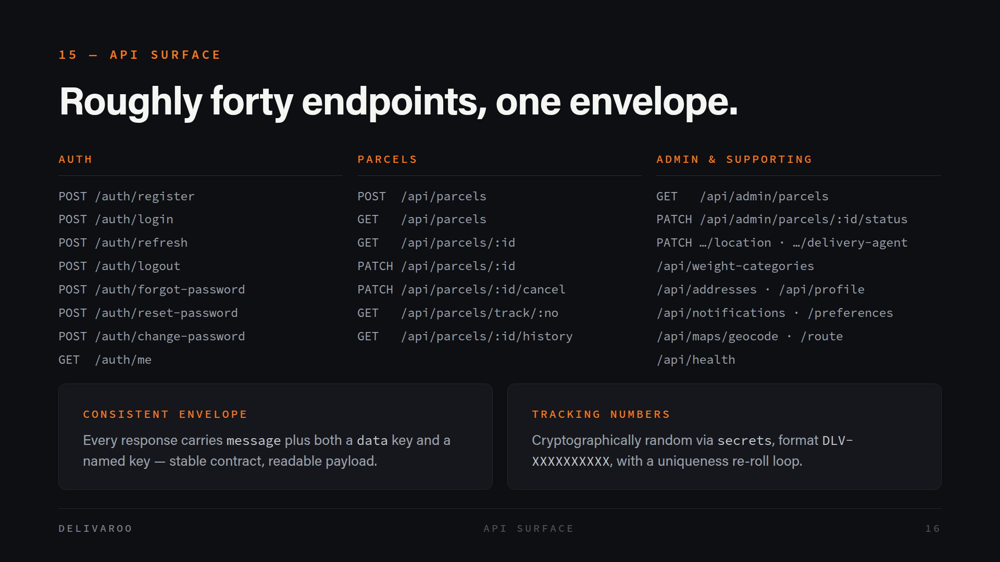 15 — API SURFACE
Roughly forty endpoints, one envelope.
AUTH
POST /auth/register
POST /auth/login
POST /auth/refresh
POST /auth/logout
POST /auth/forgot-password
POST /auth/reset-password
POST /auth/change-password
GET  /auth/me
PARCELS
POST  /api/parcels
GET   /api/parcels
GET   /api/parcels/:id
PATCH /api/parcels/:id
PATCH /api/parcels/:id/cancel
GET   /api/parcels/track/:no
GET   /api/parcels/:id/history
ADMIN & SUPPORTING
GET   /api/admin/parcels
PATCH /api/admin/parcels/:id/status
PATCH …/location · …/delivery-agent
/api/weight-categories
/api/addresses · /api/profile
/api/notifications · /preferences
/api/maps/geocode · /route
/api/health
CONSISTENT ENVELOPE
Every response carries message plus both a data key and a
named key — stable contract, readable payload.
TRACKING NUMBERS
Cryptographically random via secrets, format DLV-
XXXXXXXXXX, with a uniqueness re-roll loop.
DELIVAROO
API SURFACE
16